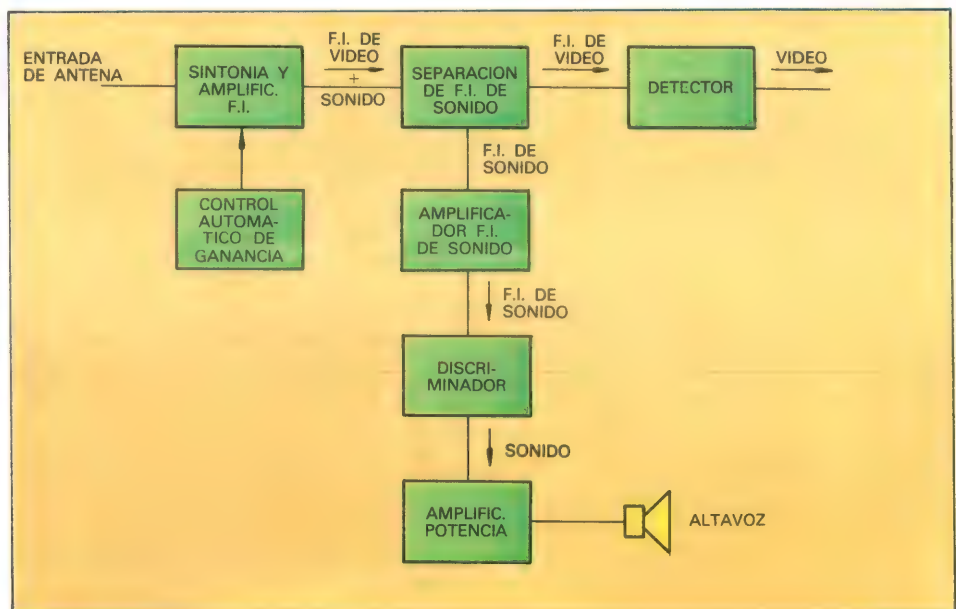 ENTRADA
DE ANTENA
SINTONIA Y
AMPLIFIC.
F.I.
F.I. DE
VIDEO
+
SONIDO
SEPARACION
DE F.I. DE
SONIDO
F.I. DE
VIDEO
DETECTOR
VIDEO
CONTROL
AUTOMA-
TICO DE
GANANCIA
F.I. DE
SONIDO
AMPLIFICA-
DOR F.I.
DE SONIDO
F.I. DE
SONIDO
DISCRI-
MINADOR
SONIDO
AMPLIFIC.
POTENCIA
ALTAVOZ